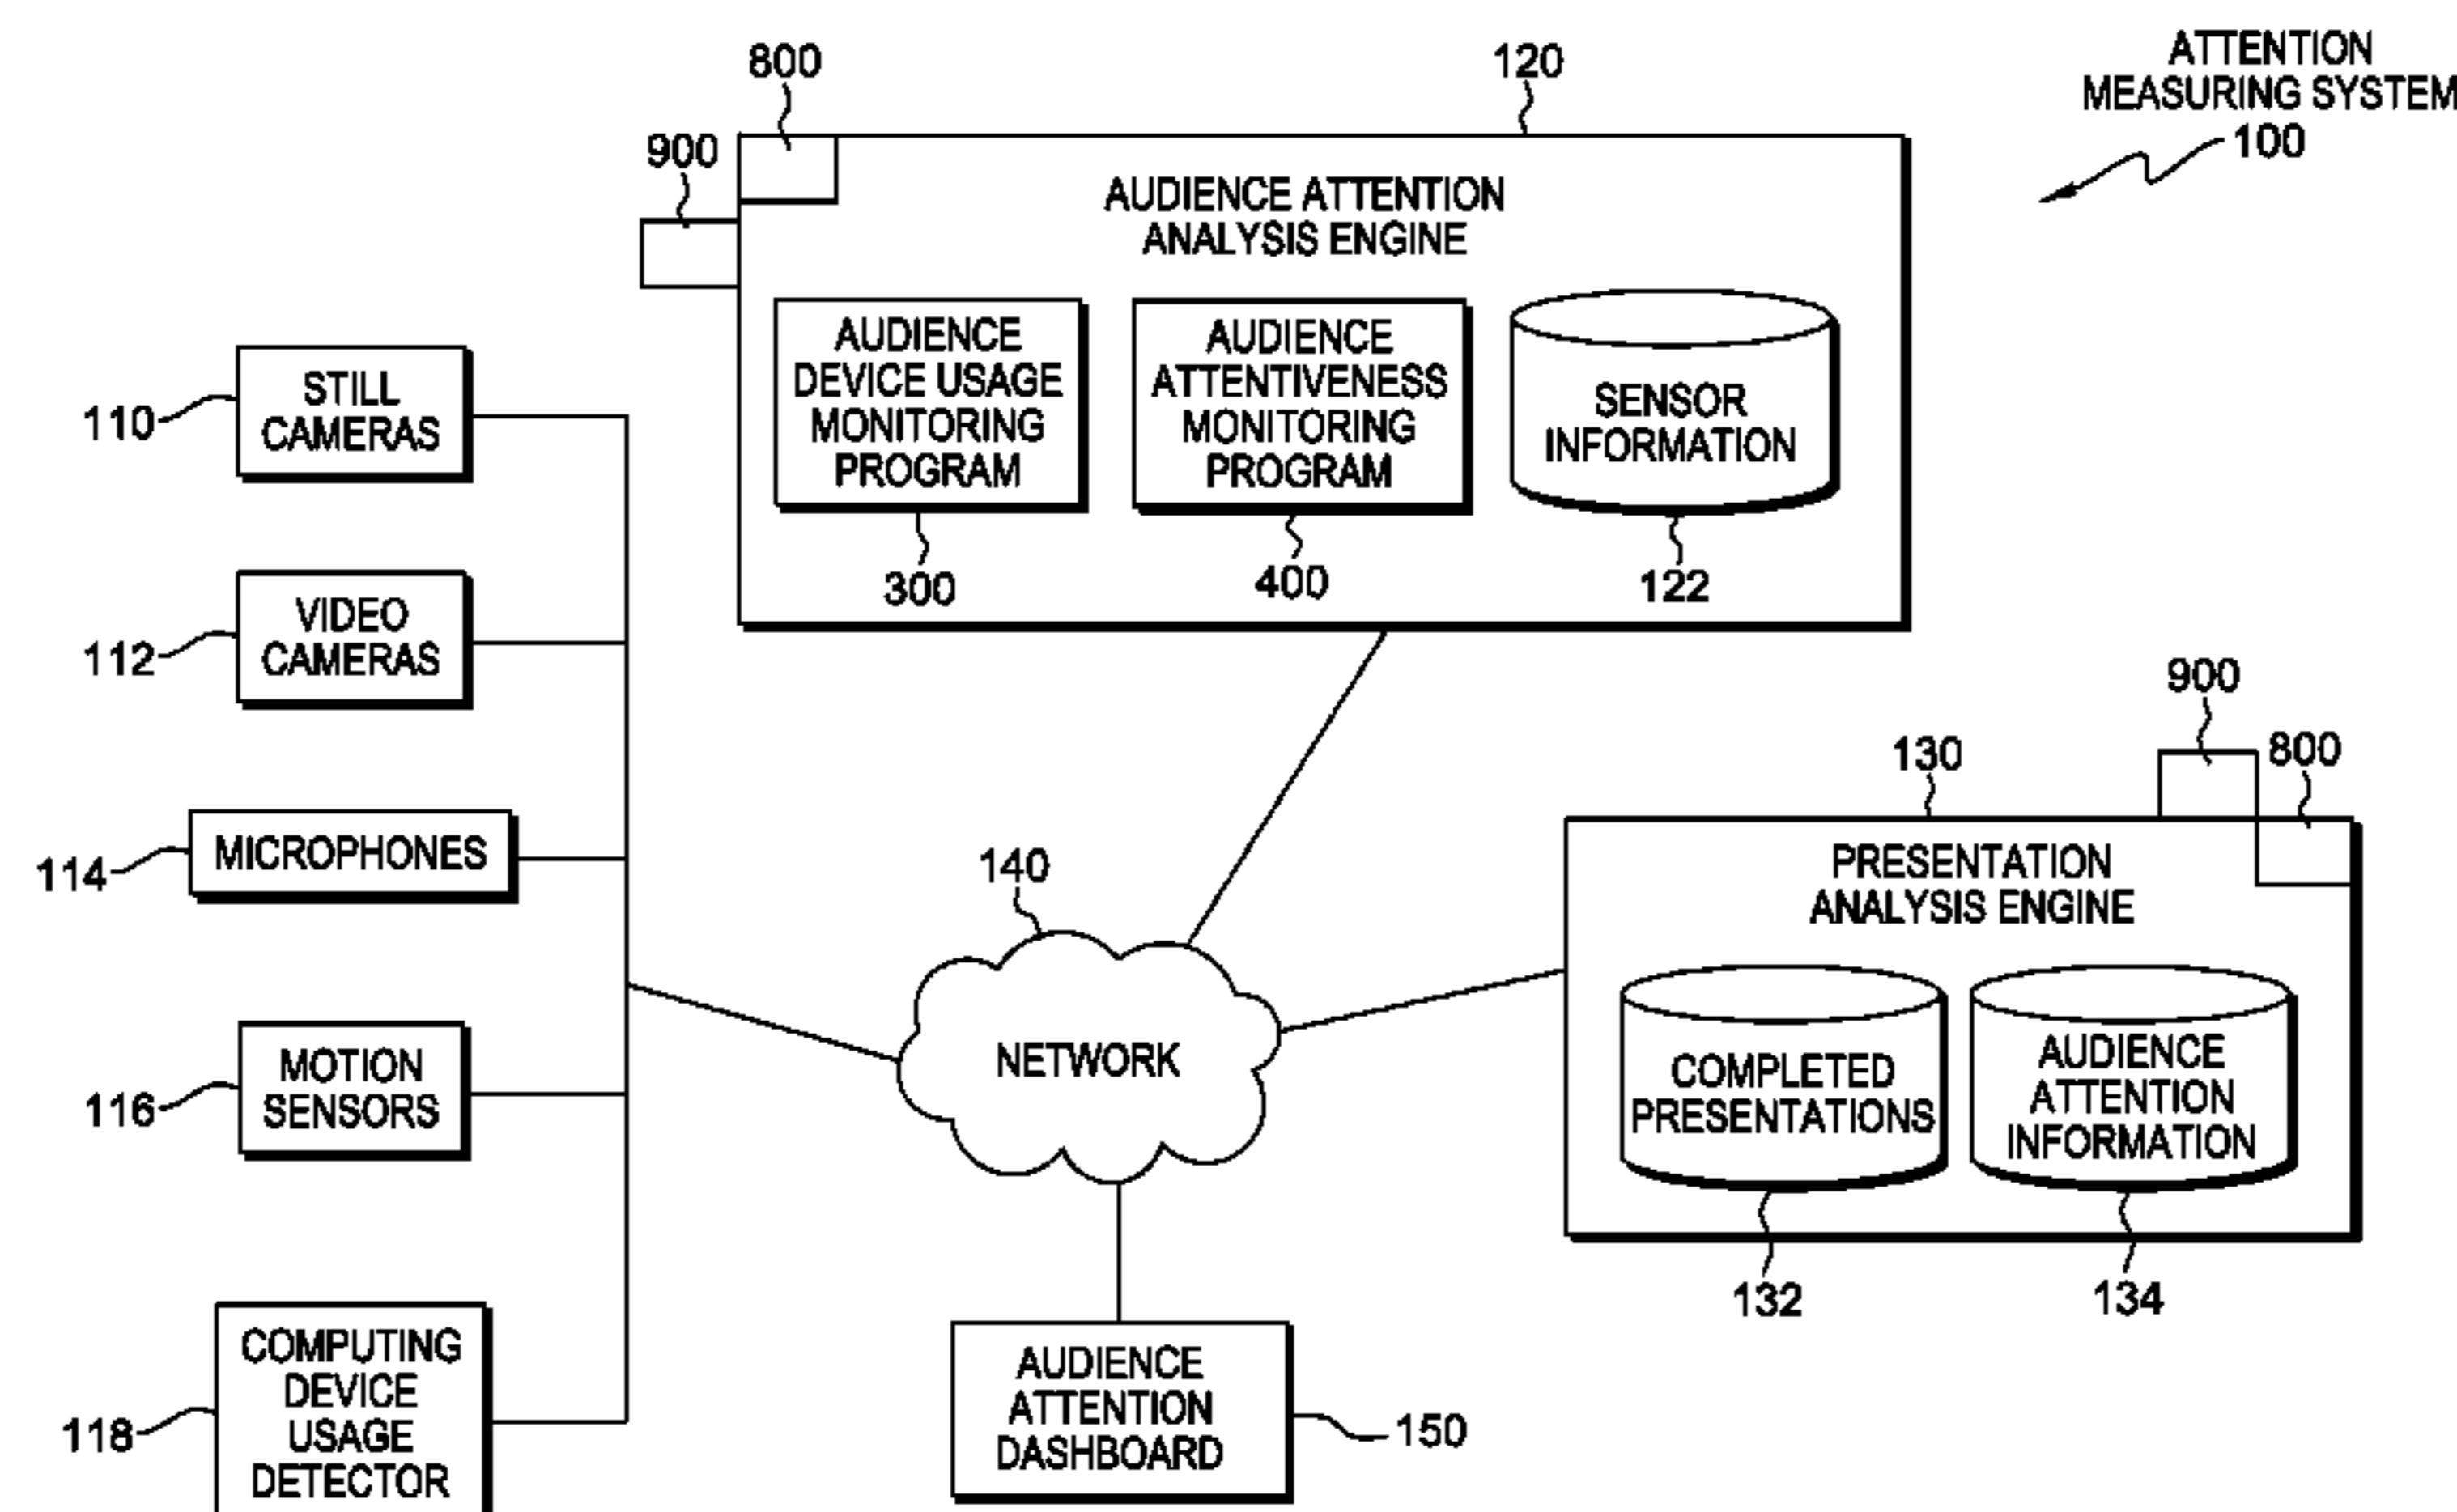 ATTENTION
MEASURING SYSTEM
100
800
120
900
AUDIENCE ATTENTION
ANALYSIS ENGINE
AUDIENCE
DEVICE USAGE
MONITORING
PROGRAM
300
AUDIENCE
ATTENTIVENESS
MONITORING
PROGRAM
400
SENSOR
INFORMATION
122
STILL
CAMERAS
110
VIDEO
CAMERAS
112
MICROPHONES
114
MOTION
SENSORS
116
COMPUTING
DEVICE
USAGE
DETECTOR
118
140
NETWORK
900
800
130
PRESENTATION
ANALYSIS ENGINE
COMPLETED
PRESENTATIONS
132
AUDIENCE
ATTENTION
INFORMATION
134
AUDIENCE
ATTENTION
DASHBOARD
150